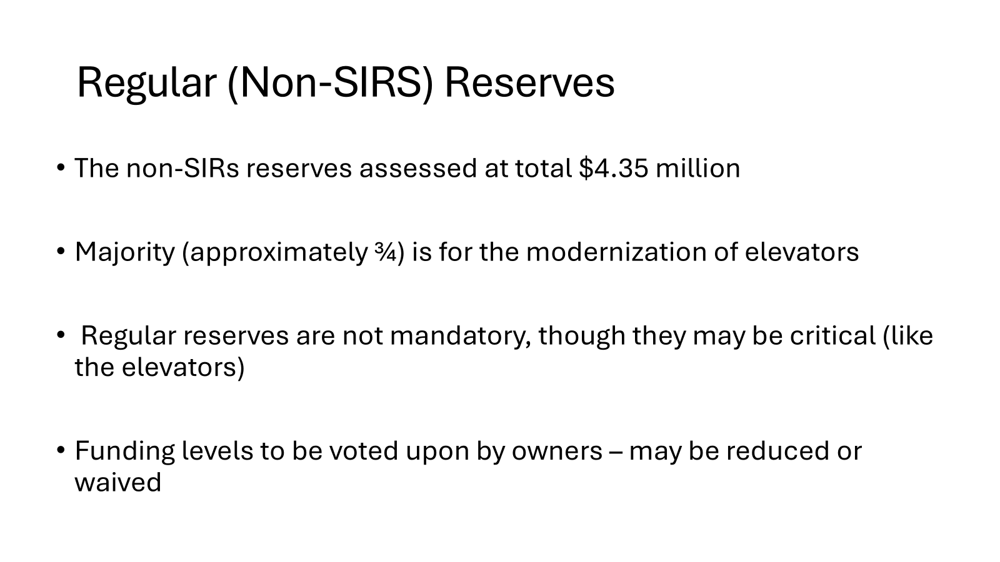 Regular (Non-SIRS) Reserves
• The non-SIRs reserves assessed at total $4.35 million
• Majority (approximately ¾) is for the modernization of elevators
• Regular reserves are not mandatory, though they may be critical (like
the elevators)
• Funding levels to be voted upon by owners – may be reduced or
waived